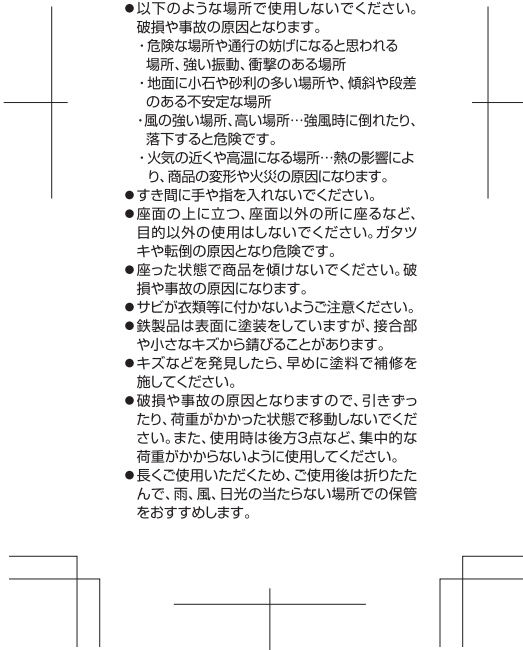 ●以下のような場所で使用しないでください。
破損や事故の原因となります。
・危険な場所や通行の妨げになると思われる
場所、強い振動、衝撃のある場所
・地面に小石や砂利の多い場所や、傾斜や段差
のある不安定な場所
・風の強い場所、高い場所…強風時に倒れたり、
落下すると危険です。
・火気の近くや高温になる場所…熱の影響によ
り、商品の変形や火災の原因になります。
●すき間に手や指を入れないでください。
●座面の上に立つ、座面以外の所に座るなど、
目的以外の使用はしないでください。ガタツ
キや転倒の原因となり危険です。
●座った状態で商品を傾けないでください。破
損や事故の原因になります。
●サビが衣類等に付かないようご注意ください。
●鉄製品は表面に塗装をしていますが、接合部
や小さなキズから錆びることがあります。
●キズなどを発見したら、早めに塗料で補修を
施してください。
●破損や事故の原因となりますので、引きずっ
たり、荷重がかかった状態で移動しないでくだ
さい。また、使用時は後方3点など、集中的な
荷重がかからないように使用してください。
●長くご使用いただくため、ご使用後は折りたた
んで、雨、風、日光の当たらない場所での保管
をおすすめします。